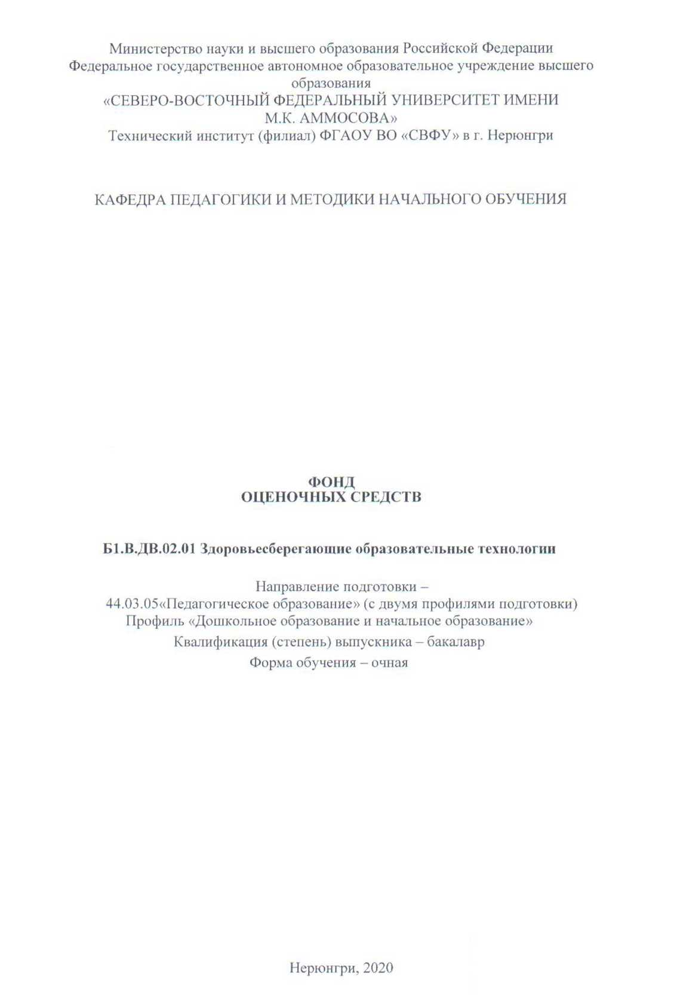 Министерство науки и высшего образования Российской Федерации
Федеральное государственное автономное образовательное учреждение высшего
образования
«СЕВЕРО-ВОСТОЧНЫЙ ФЕДЕРАЛЬНЫЙ УНИВЕРСИТЕТ ИМЕНИ
М.К. АММОСОВА»
Технический институт (филиал) ФГАОУ ВО «СВФУ» в г. Нерюнгри
КАФЕДРА ПЕДАГОГИКИ И МЕТОДИКИ НАЧАЛЬНОГО ОБУЧЕНИЯ
ФОНД
ОЦЕНОЧНЫХ СРЕДСТВ
Б1.В.ДВ.02.01 Здоровьесберегающие образовательные технологии
Направление подготовки –
44.03.05«Педагогическое образование» (с двумя профилями подготовки)
Профиль «Дошкольное образование и начальное образование»
Квалификация (степень) выпускника – бакалавр
Форма обучения – очная
Нерюнгри, 2020